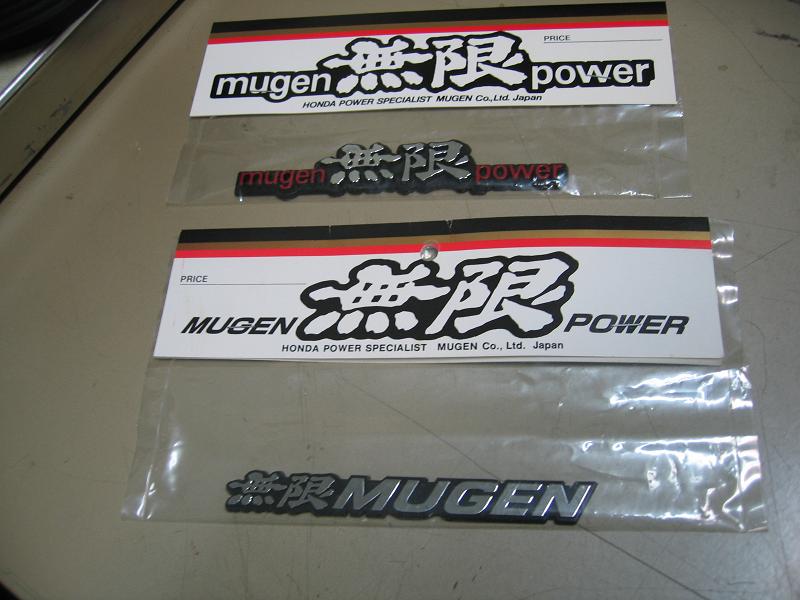 PRICE
mugen 無限 power
HONDA POWER SPECIALIST MUGEN Co.,Ltd. Japan
mugen 無限 power
PRICE
MUGEN 無限 POWER
HONDA POWER SPECIALIST MUGEN Co., Ltd. Japan
無限 MUGEN